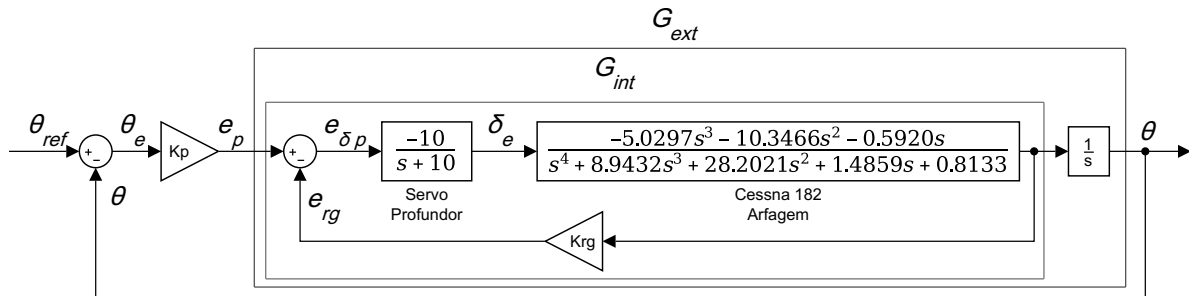 G_ext
G_int
θ_ref
+
−
θ_e
Kp
e_p
+
−
e_δp
−10
s + 10
δ_e
−5.0297s³ − 10.3466s² − 0.5920s
s⁴ + 8.9432s³ + 28.2021s² + 1.4859s + 0.8133
1
s
θ
θ
e_rg
Servo
Profundor
Cessna 182
Arfagem
Krg